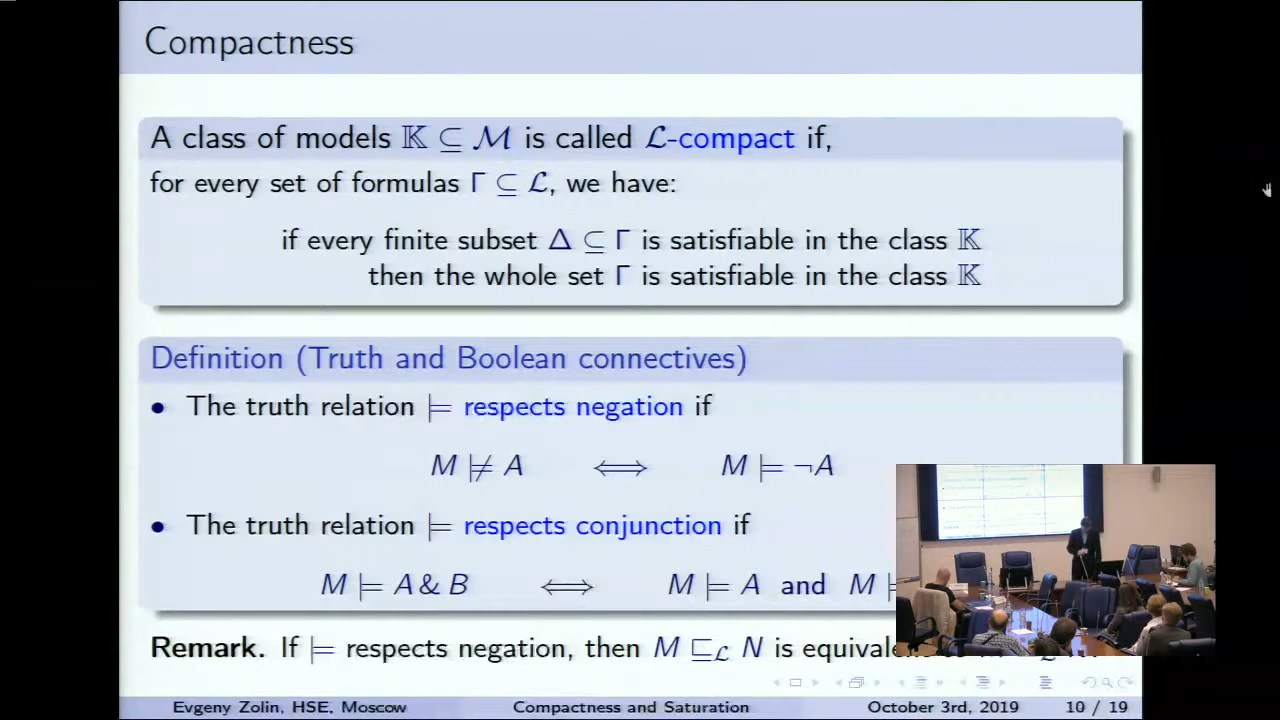 Compactness
A class of models 𝕂 ⊆ ℳ is called ℒ-compact if,
for every set of formulas Γ ⊆ ℒ, we have:
if every finite subset Δ ⊆ Γ is satisfiable in the class 𝕂
then the whole set Γ is satisfiable in the class 𝕂
Definition (Truth and Boolean connectives)
• The truth relation ⊨ respects negation if
M ⊭ A ⟺ M ⊨ ¬A
• The truth relation ⊨ respects conjunction if
M ⊨ A & B ⟺ M ⊨ A and M ⊨
Remark. If ⊨ respects negation, then M ⊑ℒ N is
Evgeny Zolin, HSE, Moscow Compactness and Saturation October 3rd, 2019 10 / 19